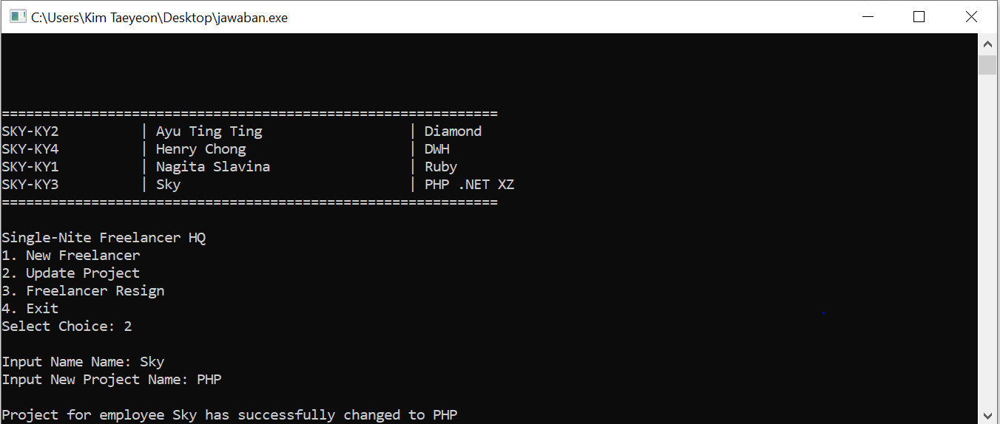 C:\Users\Kim Taeyeon\Desktop\jawaban.exe
=============================================================
SKY-KY2 | Ayu Ting Ting | Diamond
SKY-KY4 | Henry Chong | DWH
SKY-KY1 | Nagita Slavina | Ruby
SKY-KY3 | Sky | PHP .NET XZ
=============================================================
Single-Nite Freelancer HQ
1. New Freelancer
2. Update Project
3. Freelancer Resign
4. Exit
Select Choice: 2
Input Name Name: Sky
Input New Project Name: PHP
Project for employee Sky has successfully changed to PHP